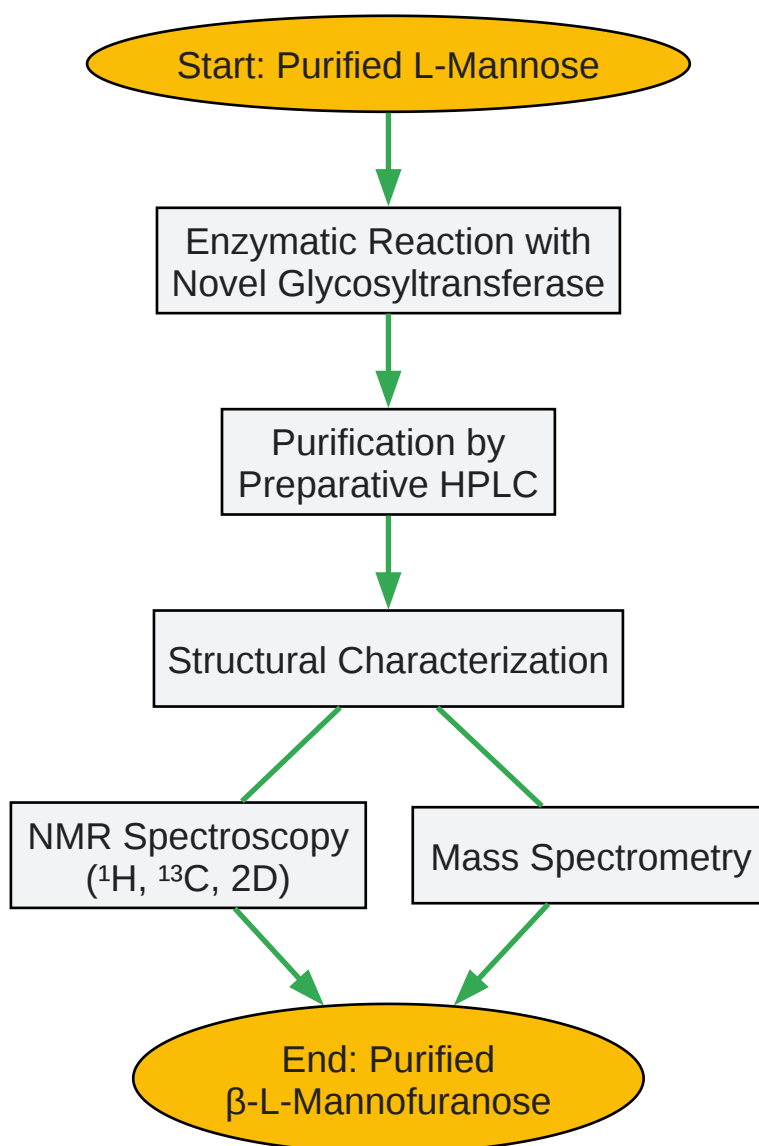 Start: Purified L-Mannose
Enzymatic Reaction with
Novel Glycosyltransferase
Purification by
Preparative HPLC
Structural Characterization
NMR Spectroscopy
(¹H, ¹³C, 2D)
Mass Spectrometry
End: Purified
β-L-Mannofuranose